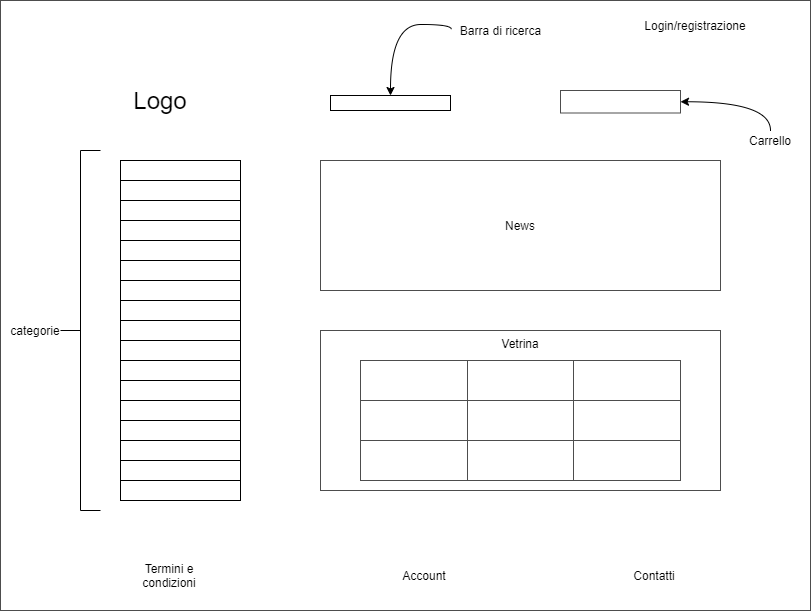 Barra di ricerca
Login/registrazione
Logo
Carrello
News
categorie
Vetrina
Termini e
condizioni
Account
Contatti